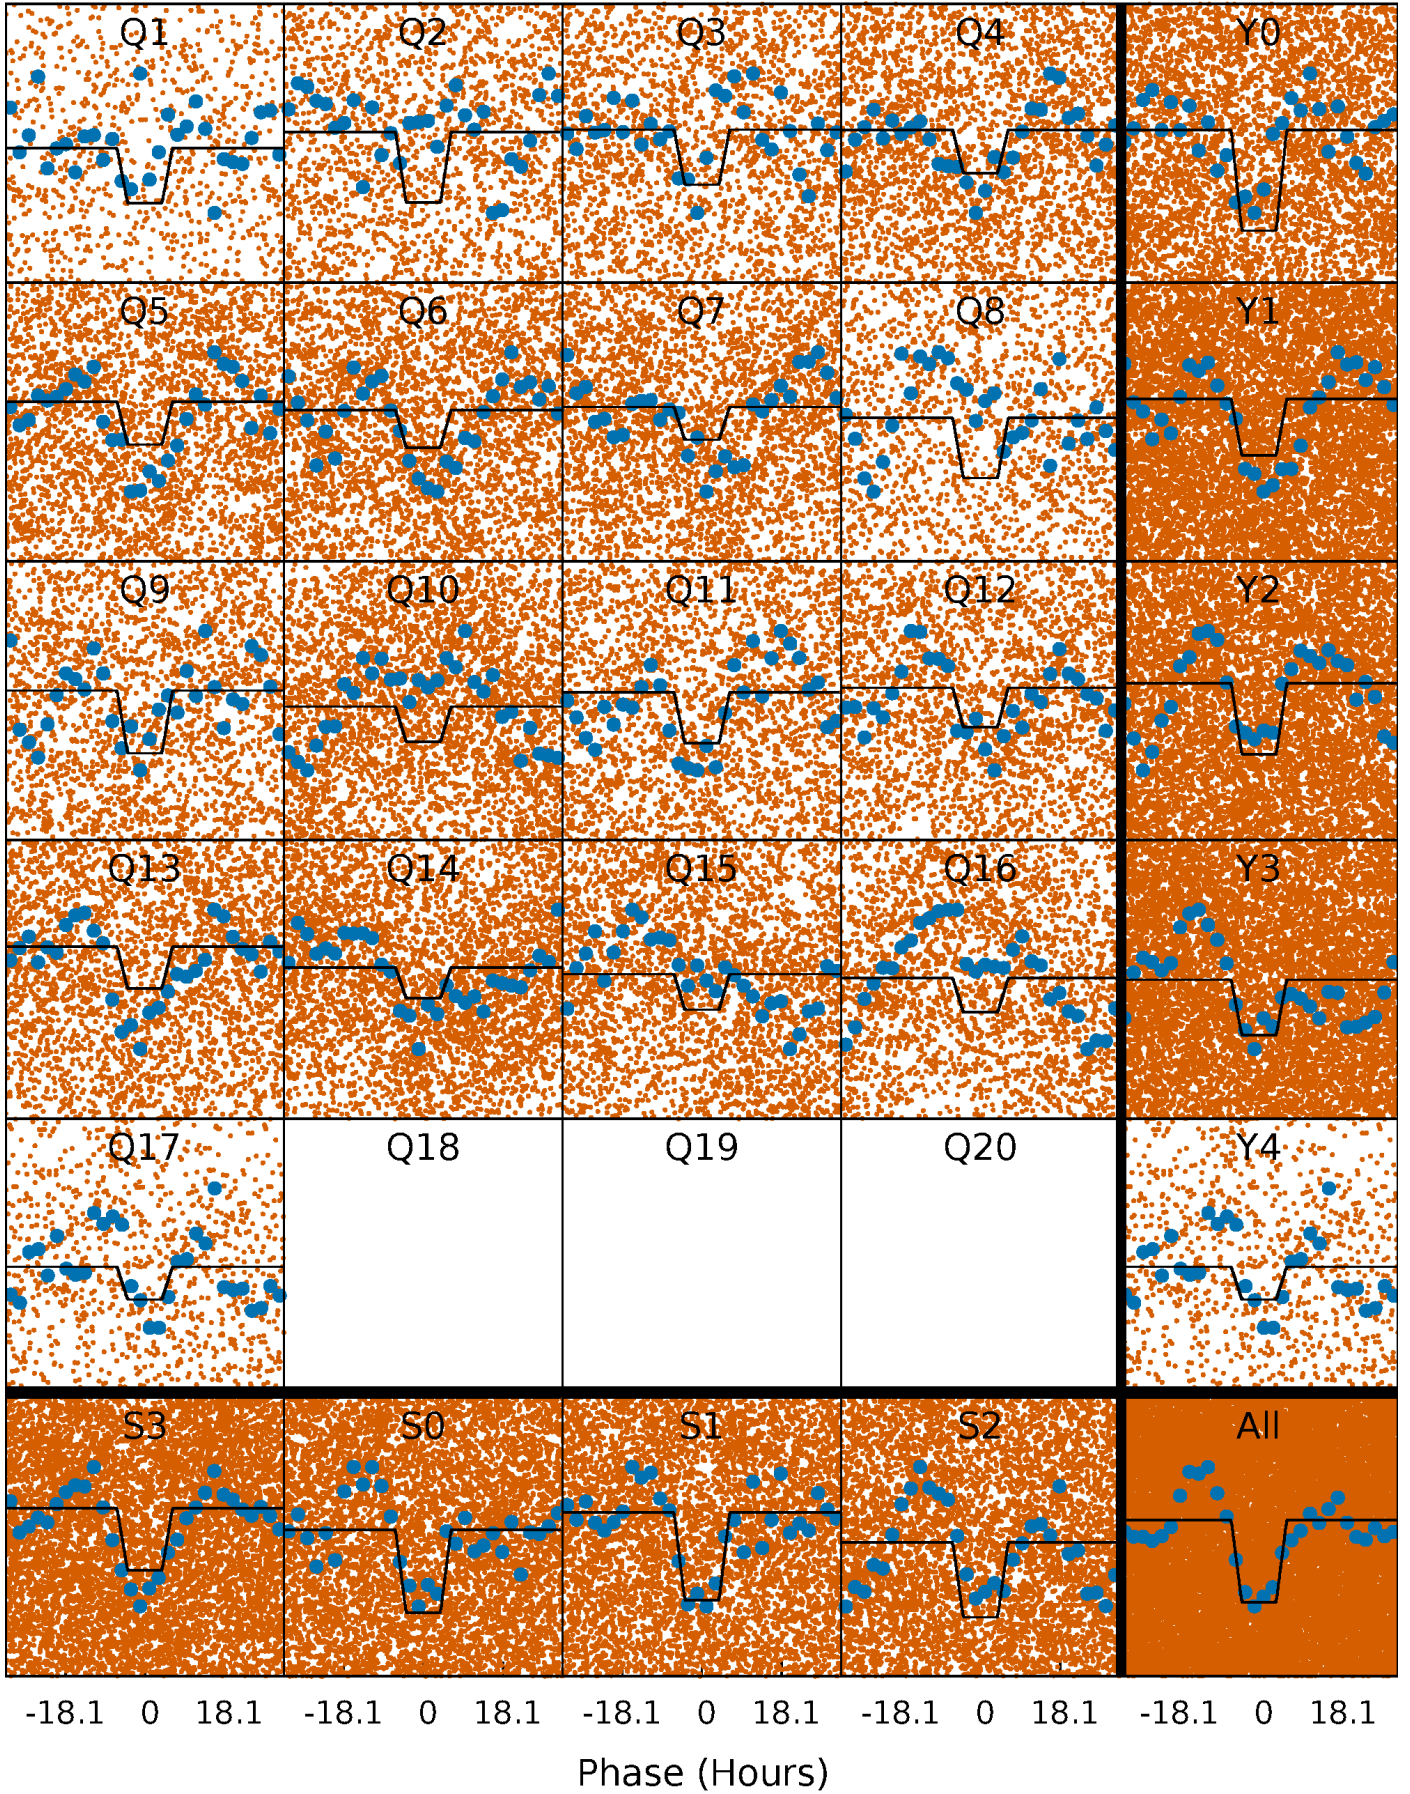 Q1 Q2 Q3 Q4 Y0
Q5 Q6 Q7 Q8 Y1
Q9 Q10 Q11 Q12 Y2
Q13 Q14 Q15 Q16 Y3
Q17 Q18 Q19 Q20 Y4
S3 S0 S1 S2 All
-18.1 0 18.1 -18.1 0 18.1 -18.1 0 18.1 -18.1 0 18.1 -18.1 0 18.1
Phase (Hours)